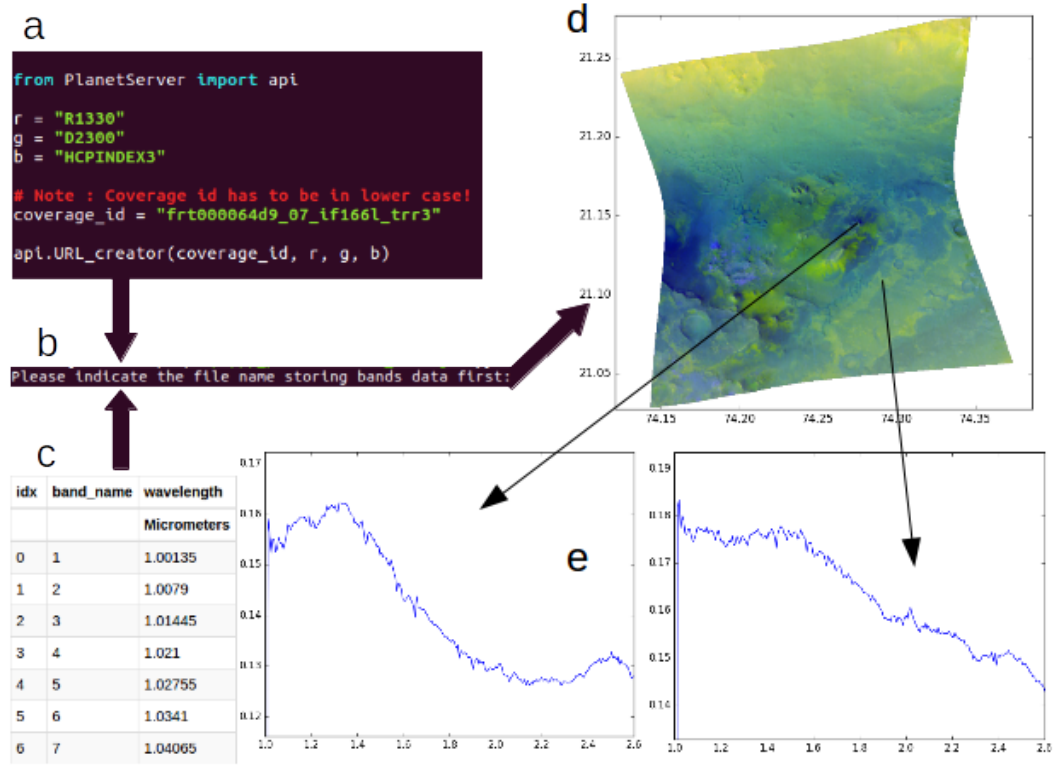 a
from PlanetServer import api
r = "R1330"
g = "D2300"
b = "HCPINDEX3"
# Note : Coverage id has to be in lower case!
coverage_id = "frt000064d9_07_if166l_trr3"
api.URL_creator(coverage_id, r, g, b)
b
Please indicate the file name storing bands data first:
c
idx band_name wavelength
Micrometers
0 1 1.00135
1 2 1.0079
2 3 1.01445
3 4 1.021
4 5 1.02755
5 6 1.0341
6 7 1.04065
d
21.25
21.20
21.15
21.10
21.05
74.15 74.20 74.25 74.30 74.35
e
0.17
0.16
0.15
0.14
0.13
0.12
1.0 1.2 1.4 1.6 1.8 2.0 2.2 2.4 2.6
0.19
0.18
0.17
0.16
0.15
0.14
1.0 1.2 1.4 1.6 1.8 2.0 2.2 2.4 2.6